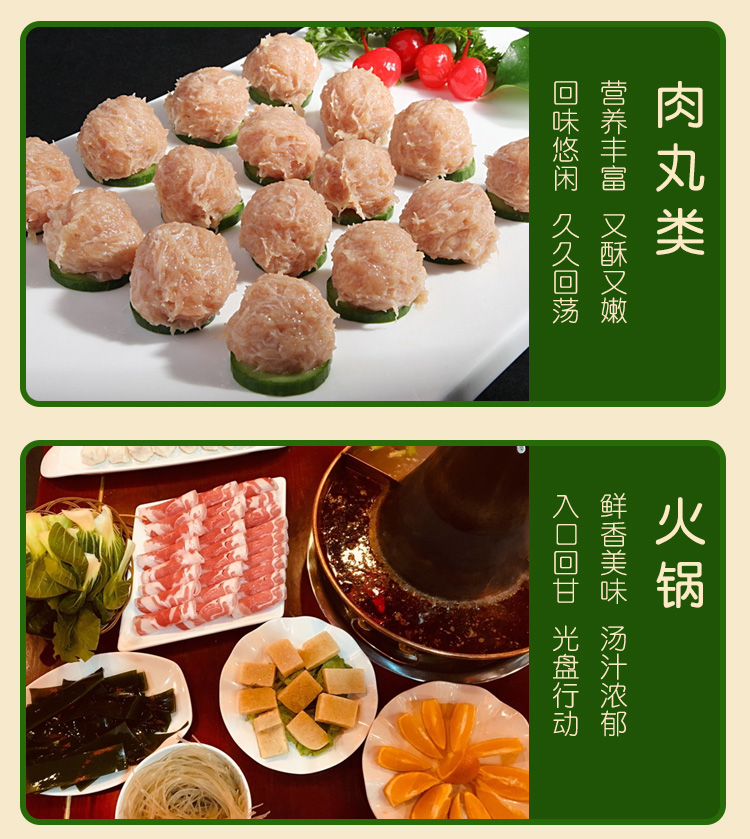 肉丸类
营养丰富 又酥又嫩
回味悠闲 久久回荡
火锅
鲜香美味 汤汁浓郁
入口回甘 光盘行动